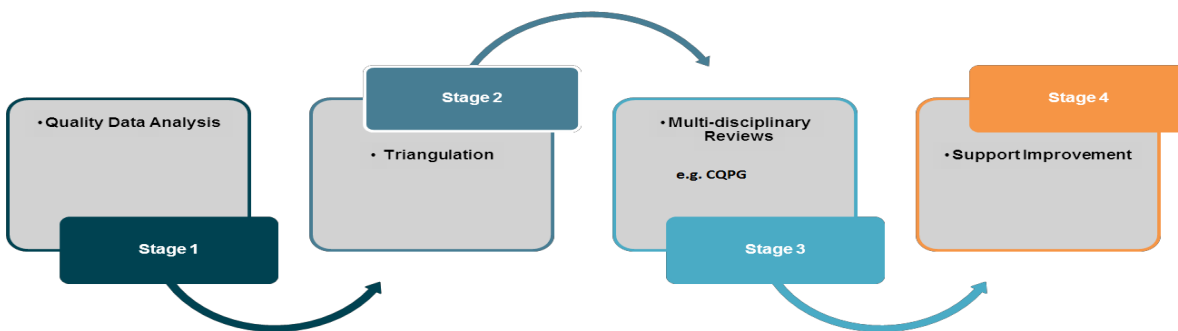 • Quality Data Analysis
Stage 1
Stage 2
• Triangulation
• Multi-disciplinary
Reviews
e.g. CQPG
Stage 3
Stage 4
• Support Improvement